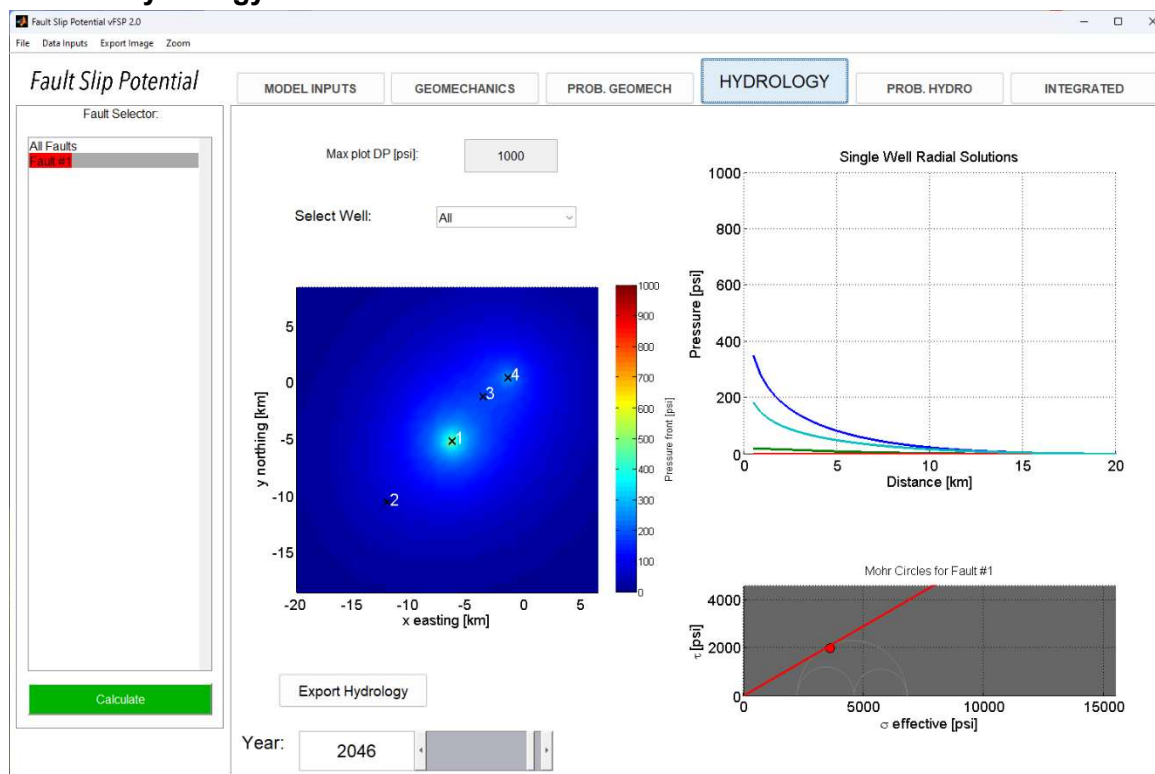 Fault Slip Potential vFSP 2.0
File Data Inputs Export Image Zoom
Fault Slip Potential
MODEL INPUTS GEOMECHANICS PROB. GEOMECH HYDROLOGY PROB. HYDRO INTEGRATED
Fault Selector:
All Faults
Fault #1
Calculate
Max plot DP [psi]: 1000
Select Well: All
5
0
-5
-10
-15
y northing [km]
-20 -15 -10 -5 0 5
x easting [km]
1
2
3
4
1000
900
800
700
600
500
400
300
200
100
0
Pressure front [psi]
Export Hydrology
Year: 2046
Single Well Radial Solutions
1000
800
600
400
200
0
Pressure [psi]
0 5 10 15 20
Distance [km]
Mohr Circles for Fault #1
4000
2000
0
τ [psi]
0 5000 10000 15000
σ effective [psi]